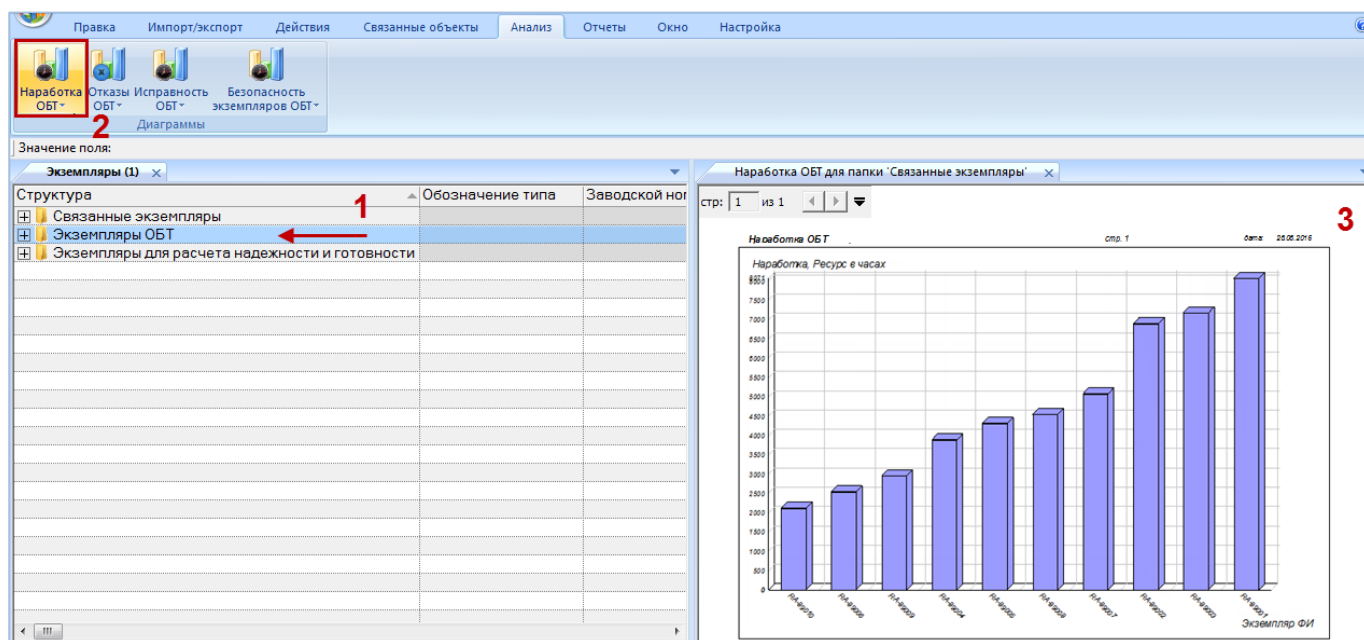 Правка Импорт/экспорт Действия Связанные объекты Анализ Отчеты Окно Настройка
Наработка ОБТ
Отказы ОБТ
Исправность ОБТ
Безопасность экземпляров ОБТ
2
Диаграммы
Значение поля:
Экземпляры (1)
Структура Обозначение типа Заводской ном
1
Связанные экземпляры
Экземпляры ОБТ
Экземпляры для расчета надежности и готовности
Наработка ОБТ для папки 'Связанные экземпляры'
стр: 1 из 1
3
Наработка ОБТ стр. 1 дата:
Наработка, Ресурс в часах
8000
7500
7000
6500
6000
5500
5000
4500
4000
3500
3000
2500
2000
1500
1000
500
0
Экземпляр ФИ